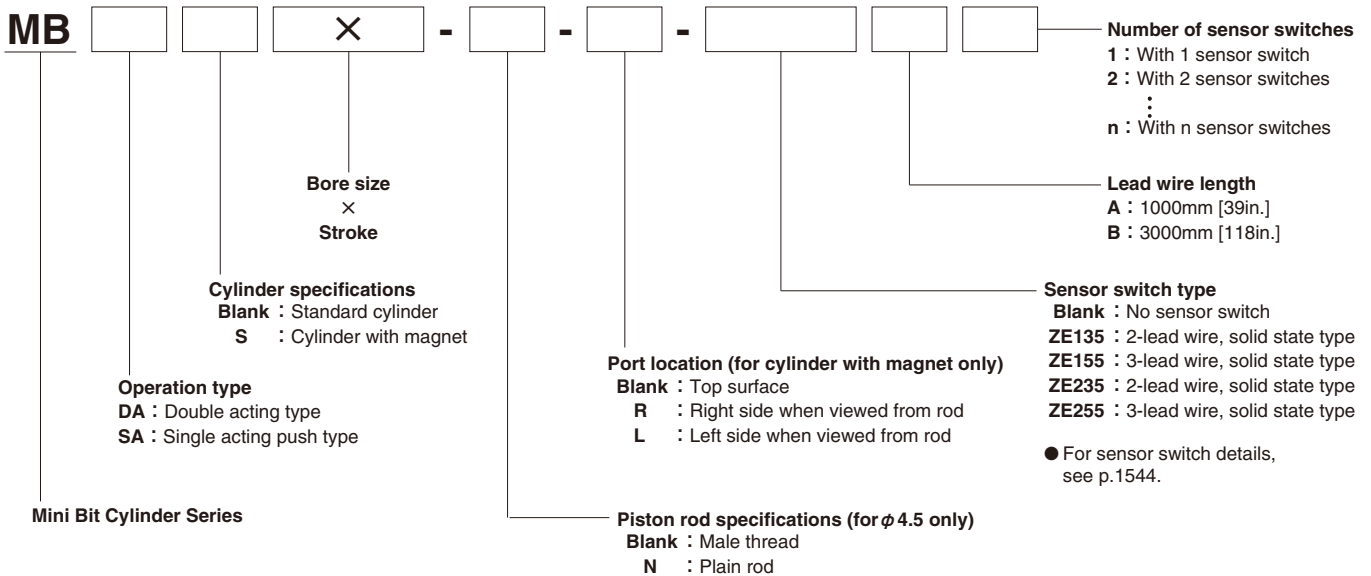 MB × - - -
Number of sensor switches
1 : With 1 sensor switch
2 : With 2 sensor switches
⋮
n : With n sensor switches
Lead wire length
A : 1000mm [39in.]
B : 3000mm [118in.]
Bore size
×
Stroke
Cylinder specifications
Blank : Standard cylinder
S : Cylinder with magnet
Sensor switch type
Blank : No sensor switch
ZE135 : 2-lead wire, solid state type
ZE155 : 3-lead wire, solid state type
ZE235 : 2-lead wire, solid state type
ZE255 : 3-lead wire, solid state type
● For sensor switch details,
see p.1544.
Port location (for cylinder with magnet only)
Blank : Top surface
R : Right side when viewed from rod
L : Left side when viewed from rod
Operation type
DA : Double acting type
SA : Single acting push type
Mini Bit Cylinder Series
Piston rod specifications (for φ 4.5 only)
Blank : Male thread
N : Plain rod